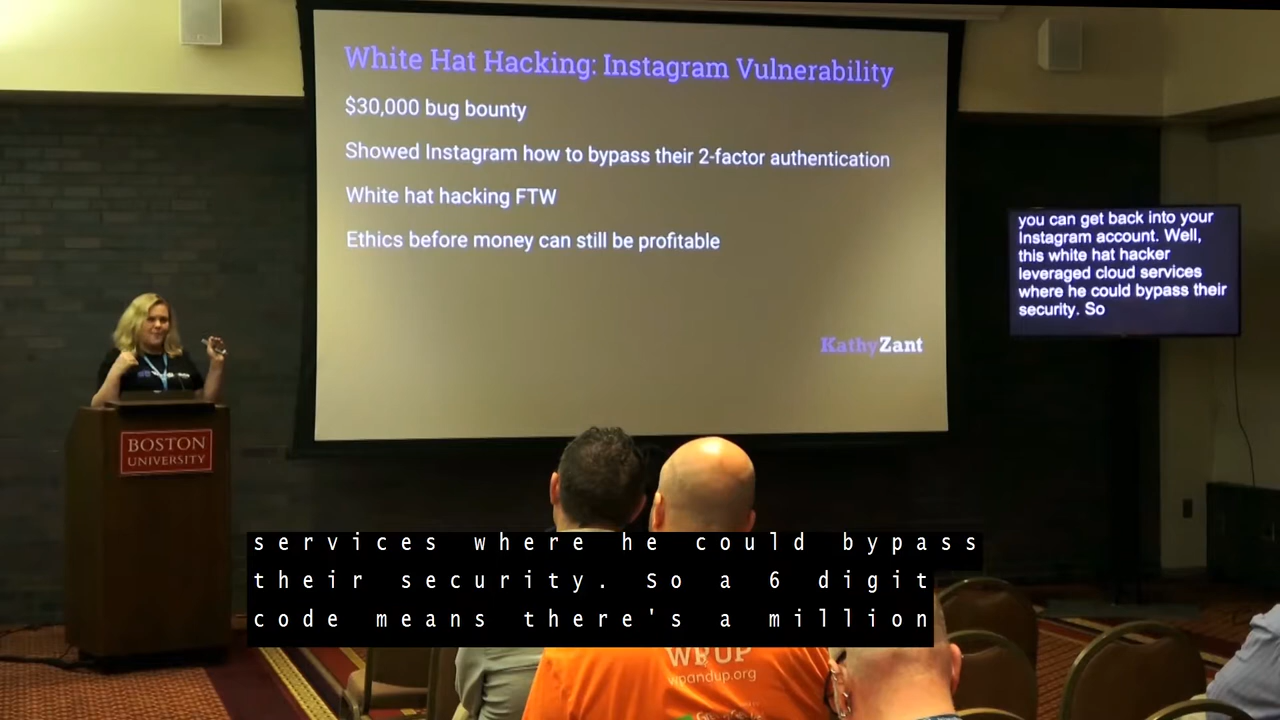 White Hat Hacking: Instagram Vulnerability
$30,000 bug bounty
Showed Instagram how to bypass their 2-factor authentication
White hat hacking FTW
Ethics before money can still be profitable
KathyZant
you can get back into your
Instagram account. Well,
this white hat hacker
leveraged cloud services
where he could bypass their
security. So
BOSTON
UNIVERSITY
services where he could bypass
their security. So a 6 digit
code means there's a million
WPUP
wpandup.org